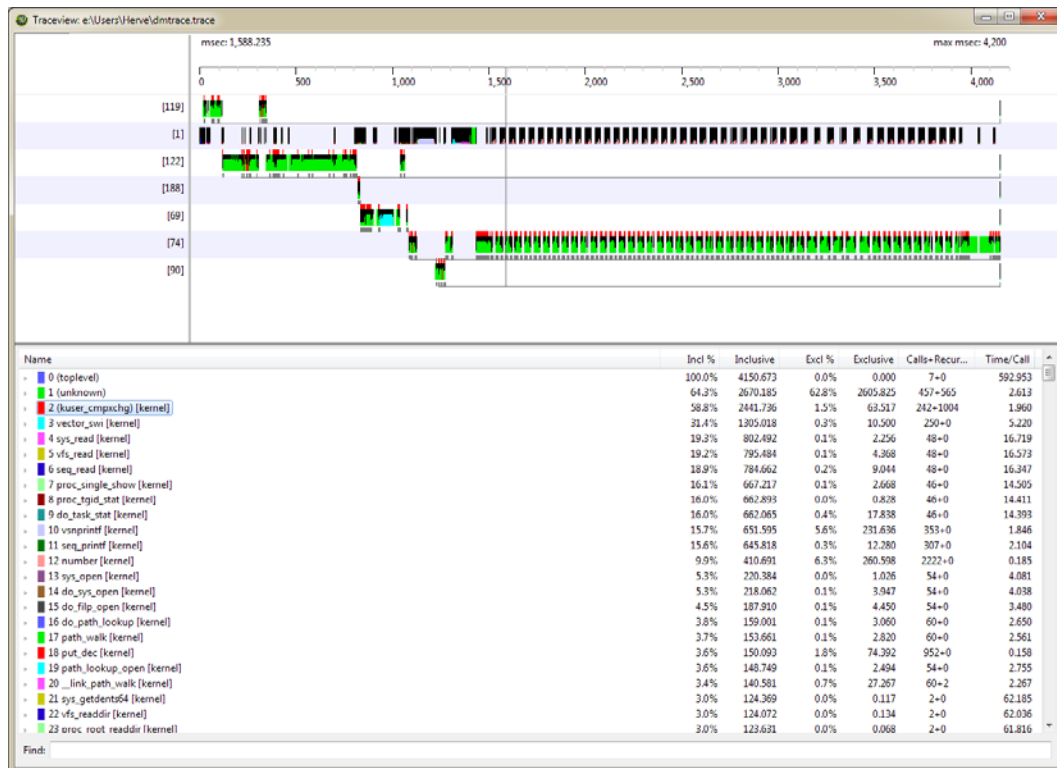 Traceview: e:\Users\Herve\dmtrace.trace
msec: 1,588.235 max msec: 4,200
0 500 1,000 1,500 2,000 2,500 3,000 3,500 4,000
[119]
[1]
[122]
[188]
[69]
[74]
[90]
Name Incl % Inclusive Excl % Exclusive Calls+Recur... Time/Call
0 (toplevel) 100.0% 4150.673 0.0% 0.000 7+0 592.953
1 (unknown) 64.3% 2670.185 62.8% 2605.825 457+565 2.613
2 (kuser_cmpxchg) [kernel] 58.8% 2441.736 1.5% 63.517 242+1004 1.960
3 vector_swi [kernel] 31.4% 1305.018 0.3% 10.500 250+0 5.220
4 sys_read [kernel] 19.3% 802.492 0.1% 2.256 48+0 16.719
5 vfs_read [kernel] 19.2% 795.484 0.1% 4.368 48+0 16.573
6 seq_read [kernel] 18.9% 784.662 0.2% 9.044 48+0 16.347
7 proc_single_show [kernel] 16.1% 667.217 0.1% 2.668 46+0 14.505
8 proc_tgid_stat [kernel] 16.0% 662.893 0.0% 0.828 46+0 14.411
9 do_task_stat [kernel] 16.0% 662.065 0.4% 17.838 46+0 14.393
10 vsnprintf [kernel] 15.7% 651.595 5.6% 231.636 353+0 1.846
11 seq_printf [kernel] 15.6% 645.818 0.3% 12.280 307+0 2.104
12 number [kernel] 9.9% 410.691 6.3% 260.598 2222+0 0.185
13 sys_open [kernel] 5.3% 220.384 0.0% 1.026 54+0 4.081
14 do_sys_open [kernel] 5.3% 218.062 0.1% 3.947 54+0 4.038
15 do_filp_open [kernel] 4.5% 187.910 0.1% 4.450 54+0 3.480
16 do_path_lookup [kernel] 3.8% 159.001 0.1% 3.060 60+0 2.650
17 path_walk [kernel] 3.7% 153.661 0.1% 2.820 60+0 2.561
18 put_dec [kernel] 3.6% 150.093 1.8% 74.392 952+0 0.158
19 path_lookup_open [kernel] 3.6% 148.749 0.1% 2.494 54+0 2.755
20 __link_path_walk [kernel] 3.4% 140.581 0.7% 27.267 60+2 2.267
21 sys_getdents64 [kernel] 3.0% 124.369 0.0% 0.117 2+0 62.185
22 vfs_readdir [kernel] 3.0% 124.072 0.0% 0.134 2+0 62.036
23 proc_root_readdir [kernel] 3.0% 123.631 0.0% 0.068 2+0 61.816
Find: